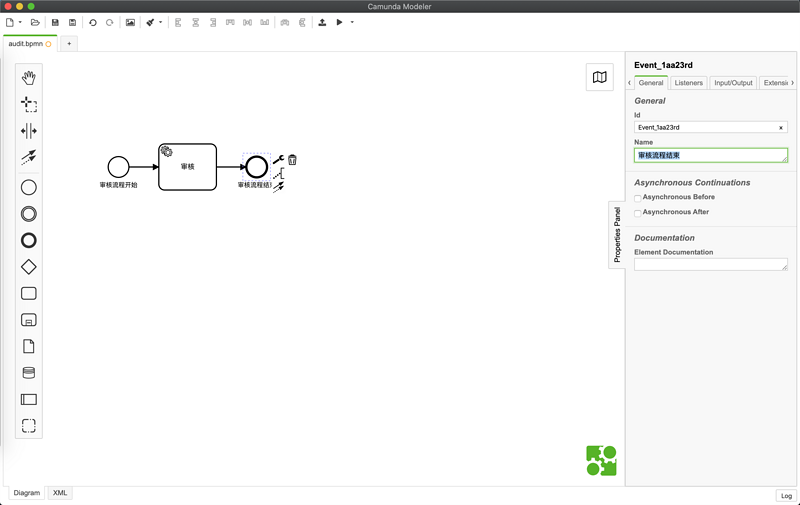 Camunda Modeler
audit.bpmn
+
Event_1aa23rd
General Listeners Input/Output Extensi
General
Id
Event_1aa23rd x
Name
审核流程结束
Asynchronous Continuations
Asynchronous Before
Asynchronous After
Documentation
Element Documentation
Properties Panel
审核
审核流程开始
审核流程结
Diagram XML
Log